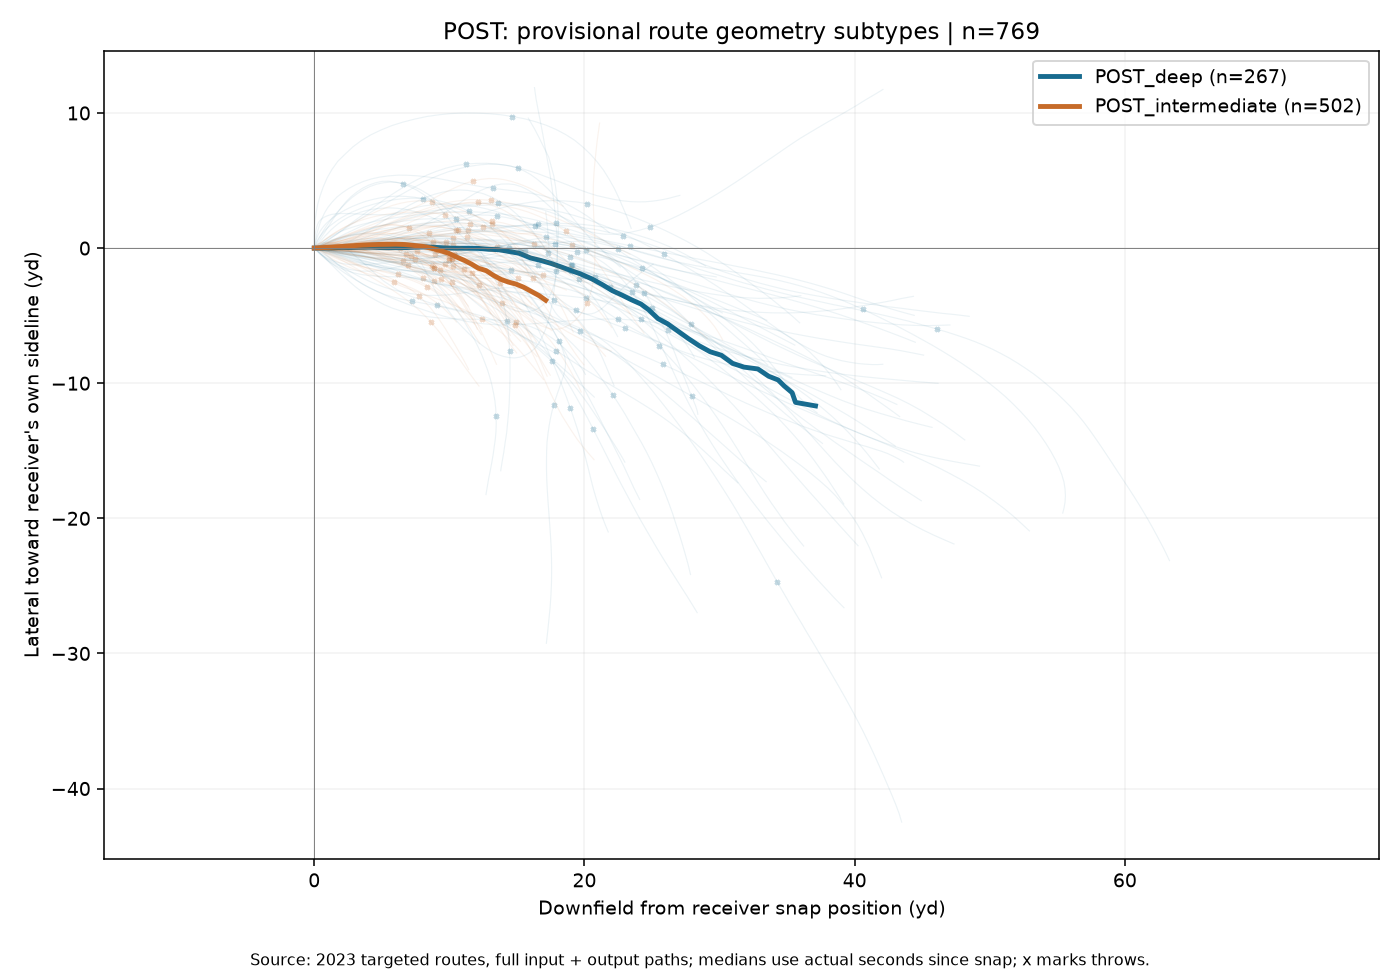 POST: provisional route geometry subtypes | n=769
POST_deep (n=267)
POST_intermediate (n=502)
Lateral toward receiver's own sideline (yd)
10
0
−10
−20
−30
−40
0
20
40
60
Downfield from receiver snap position (yd)
Source: 2023 targeted routes, full input + output paths; medians use actual seconds since snap; x marks throws.